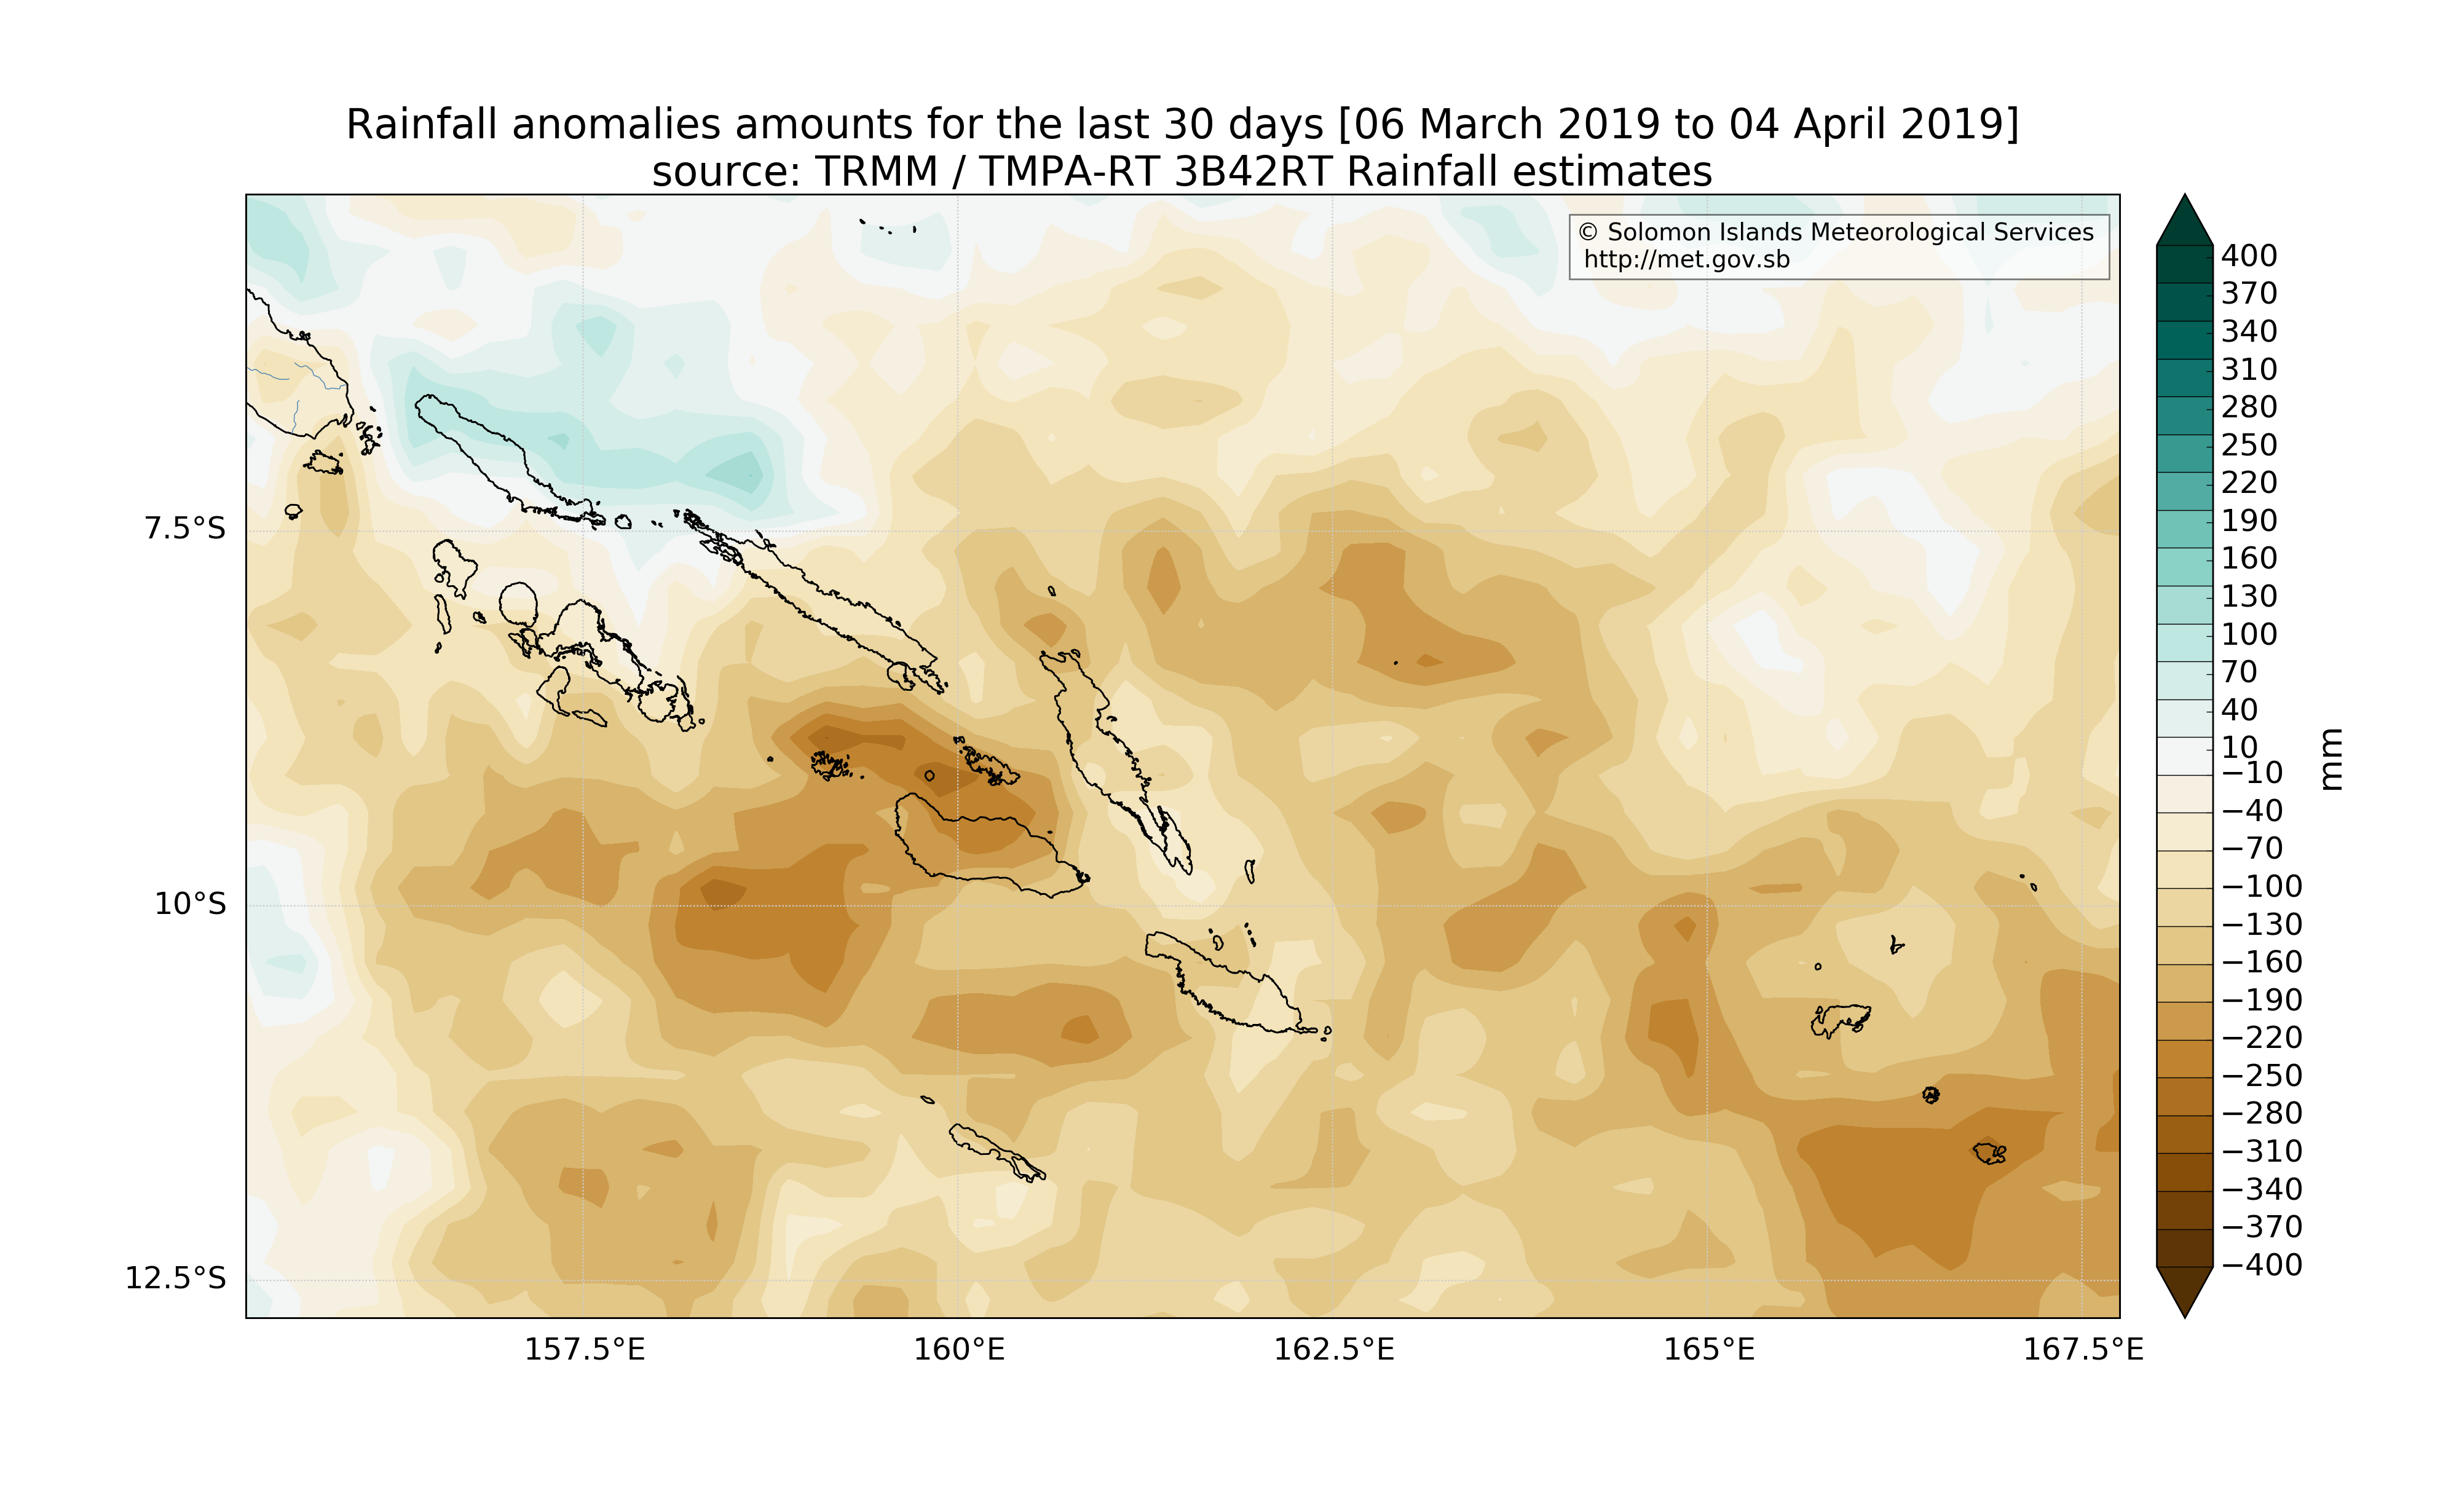 Rainfall anomalies amounts for the last 30 days [06 March 2019 to 04 April 2019]
source: TRMM / TMPA-RT 3B42RT Rainfall estimates
© Solomon Islands Meteorological Services
http://met.gov.sb
7.5°S
10°S
12.5°S
157.5°E
160°E
162.5°E
165°E
167.5°E
400
370
340
310
280
250
220
190
160
130
100
70
40
10
−10
−40
−70
−100
−130
−160
−190
−220
−250
−280
−310
−340
−370
−400
mm